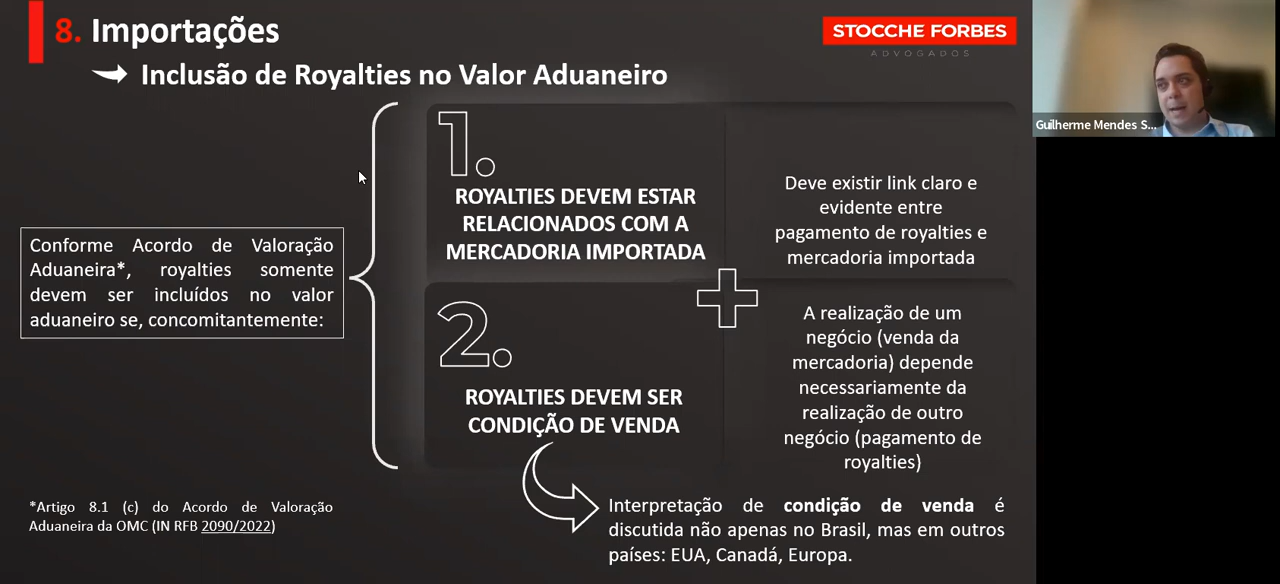 8. Importações
Inclusão de Royalties no Valor Aduaneiro
STOCCHE FORBES
ADVOGADOS
Guilherme Mendes S...
Conforme Acordo de Valoração
Aduaneira*, royalties somente
devem ser incluídos no valor
aduaneiro se, concomitantemente:
1.
ROYALTIES DEVEM ESTAR
RELACIONADOS COM A
MERCADORIA IMPORTADA
Deve existir link claro e
evidente entre
pagamento de royalties e
mercadoria importada
2.
ROYALTIES DEVEM SER
CONDIÇÃO DE VENDA
A realização de um
negócio (venda da
mercadoria) depende
necessariamente da
realização de outro
negócio (pagamento de
royalties)
Interpretação de condição de venda é
discutida não apenas no Brasil, mas em outros
países: EUA, Canadá, Europa.
*Artigo 8.1 (c) do Acordo de Valoração
Aduaneira da OMC (IN RFB 2090/2022)